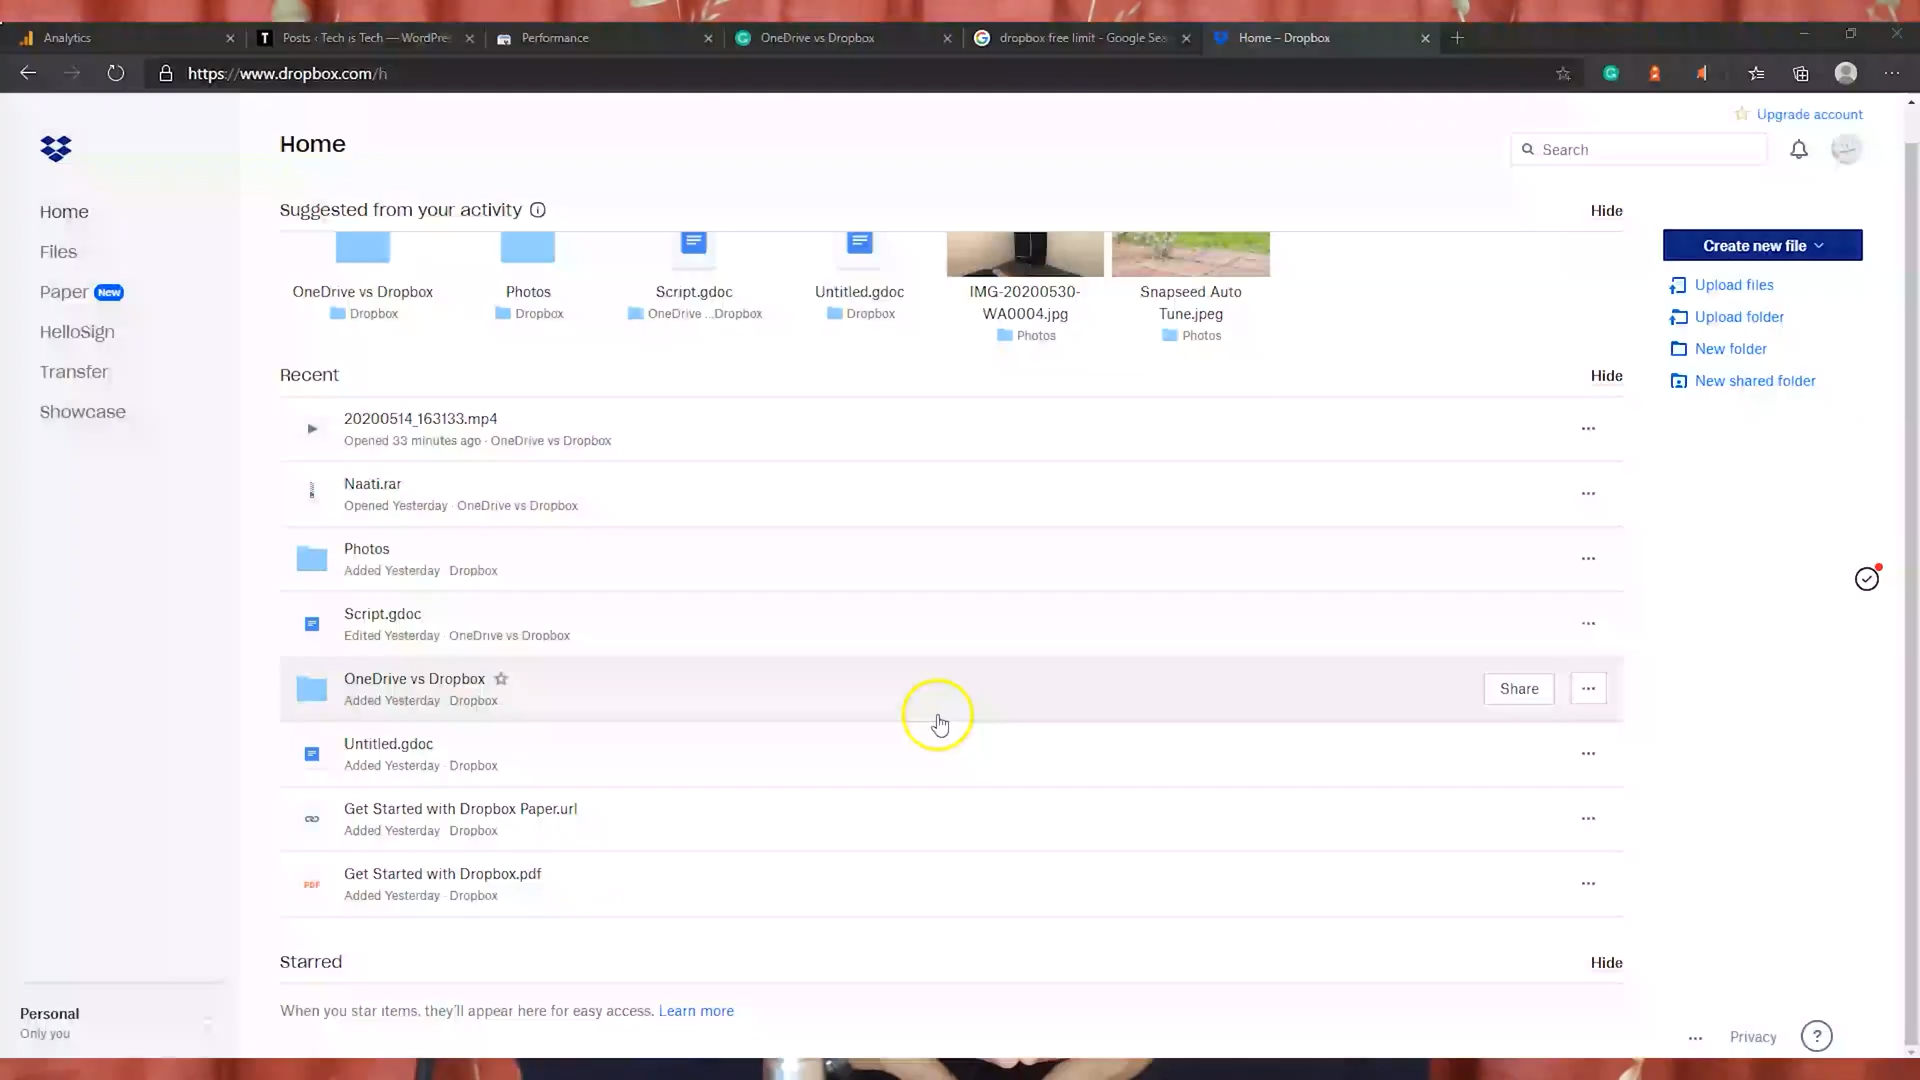 Analytics
Posts ‹ Tech is Tech — WordPre
Performance
OneDrive vs Dropbox
dropbox free limit - Google Sea
Home – Dropbox
https://www.dropbox.com/h
Upgrade account
Home
Search
Home
Files
Paper New
HelloSign
Transfer
Showcase
Suggested from your activity
Hide
OneDrive vs Dropbox
Dropbox
Photos
Dropbox
Script.gdoc
OneDrive ...Dropbox
Untitled.gdoc
Dropbox
IMG-20200530-
WA0004.jpg
Photos
Snapseed Auto
Tune.jpeg
Photos
Create new file
Upload files
Upload folder
New folder
New shared folder
Recent
Hide
20200514_163133.mp4
Opened 33 minutes ago · OneDrive vs Dropbox
Naati.rar
Opened Yesterday · OneDrive vs Dropbox
Photos
Added Yesterday · Dropbox
Script.gdoc
Edited Yesterday · OneDrive vs Dropbox
OneDrive vs Dropbox
Added Yesterday · Dropbox
Share
Untitled.gdoc
Added Yesterday · Dropbox
Get Started with Dropbox Paper.url
Added Yesterday · Dropbox
PDF
Get Started with Dropbox.pdf
Added Yesterday · Dropbox
Starred
Hide
When you star items, they'll appear here for easy access. Learn more
Personal
Only you
Privacy
?